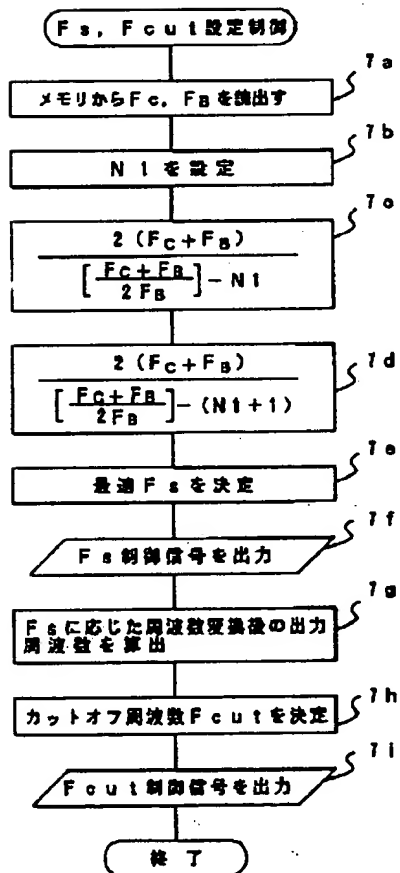 Fs，Fcut設定制御
7a
メモリからFc，FBを読出す
7b
N1を設定
7c
2(FC+FB)
[FC+FB
2FB]-N1
7d
2(FC+FB)
[FC+FB
2FB]-(N1+1)
7e
最適Fsを決定
7f
Fs制御信号を出力
7g
Fsに応じた周波数変換後の出力
周波数を算出
7h
カットオフ周波数Fcutを決定
7i
Fcut制御信号を出力
終了